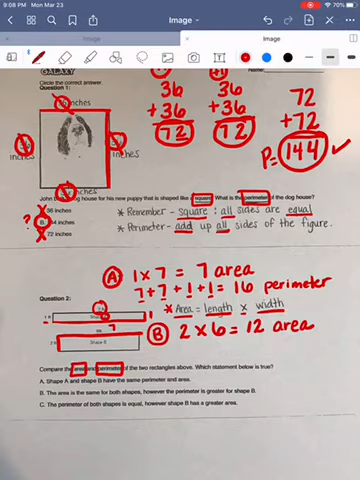 9:08 PM Mon Mar 23
Image
Image
Image
GALAXY
Circle the correct answer.
Question 1:
inches
inches
inches
inches
36
+36
72
36
+36
72
72
+72
P=144
John
house for his new puppy that is shaped like a square. What is the perimeter of the dog house?
? A. 36 inches
B. 144 inches
72 inches
* Remember - square: all sides are equal
* Perimeter - add up all sides of the figure.
A 1x7 = 7 area
7+7+1+1= 16 perimeter
* Area = length x width
Question 2:
1 ft
7
1
B 2x6=12 area
2 ft
Shape B
Compare the area and perimeter of the two rectangles above. Which statement below is true?
A. Shape A and shape B have the same perimeter and area.
B. The area is the same for both shapes, however the perimeter is greater for shape B.
C. The perimeter of both shapes is equal, however shape B has a greater area.